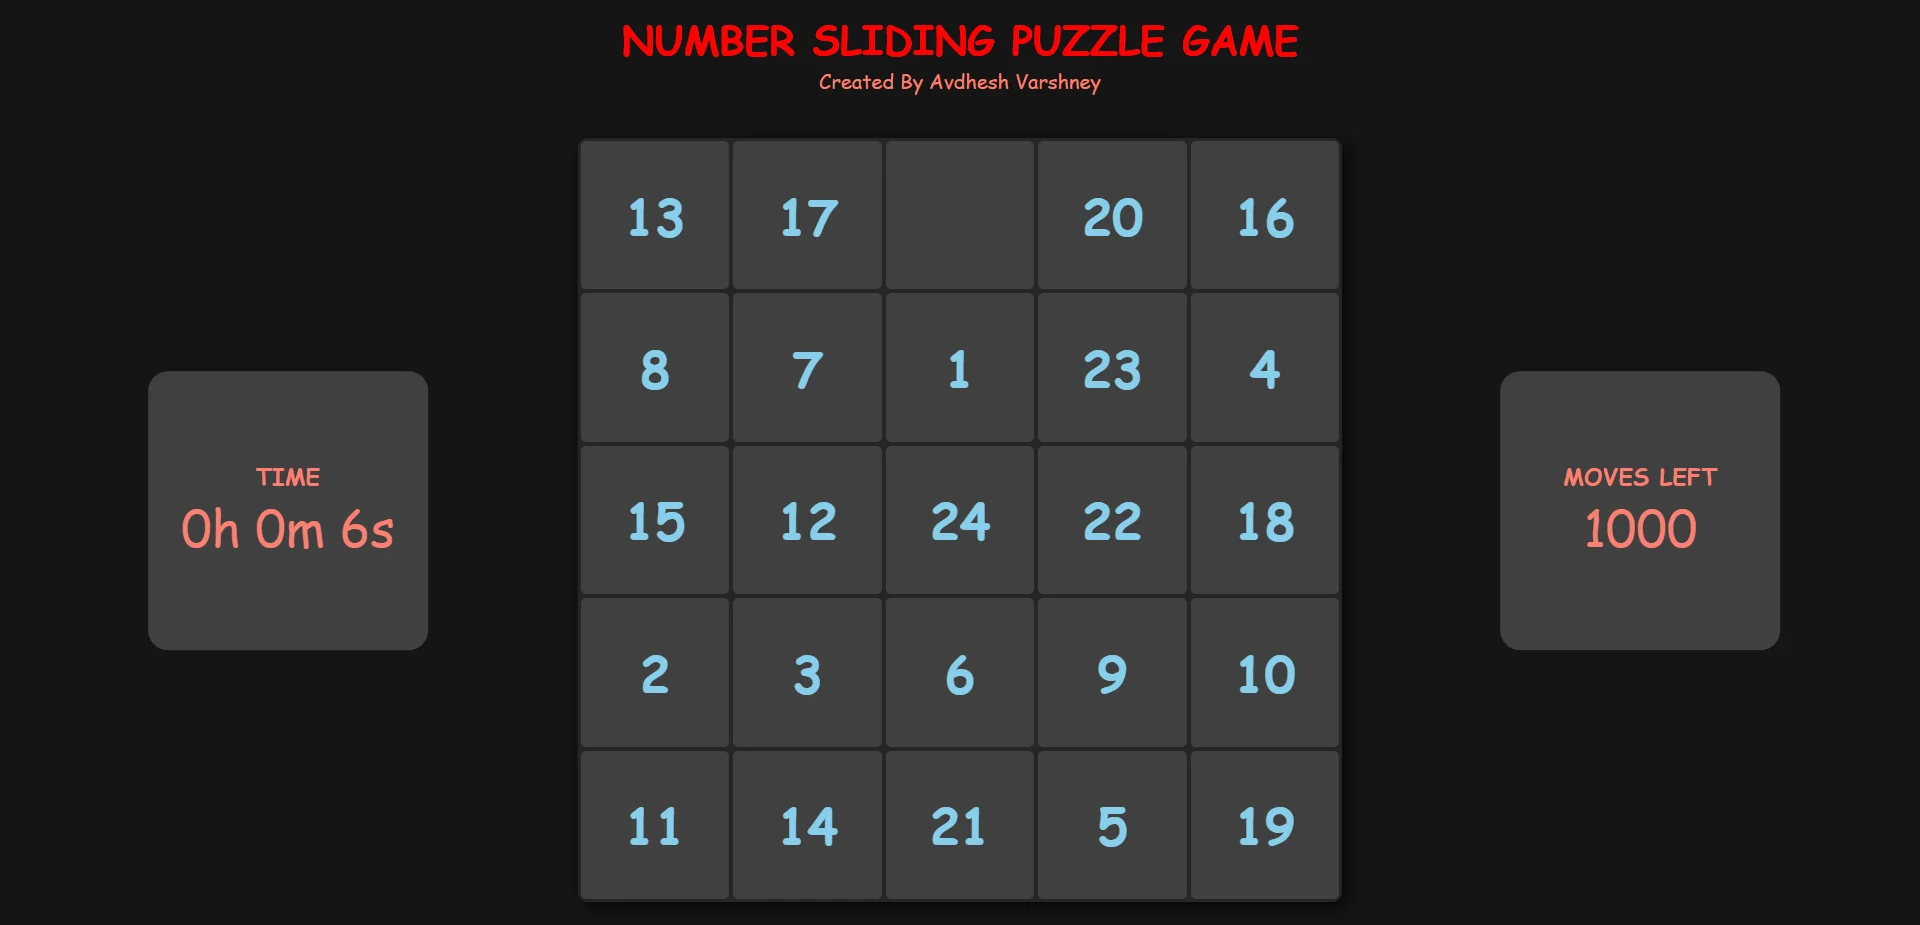 NUMBER SLIDING PUZZLE GAME
Created By Avdhesh Varshney
13 17 20 16
8 7 1 23 4
15 12 24 22 18
2 3 6 9 10
11 14 21 5 19
TIME
0h 0m 6s
MOVES LEFT
1000